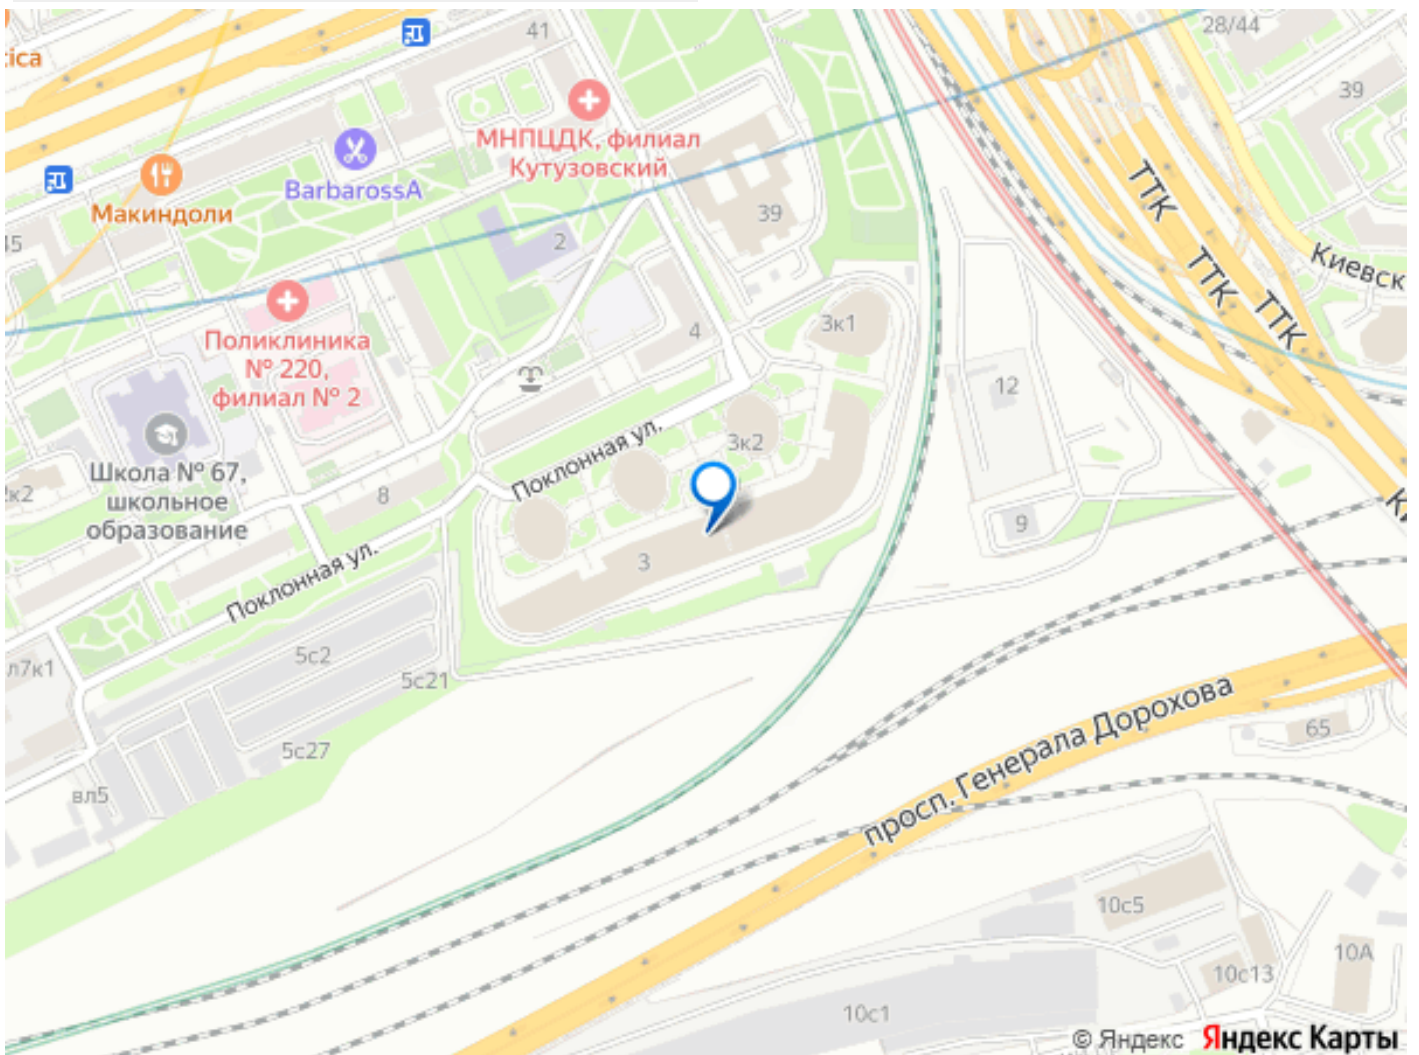 28/44
41
ica
39
МНПЦДК, филиал
Кутузовский
ТТК
BarbarossA
Макиндоли
39
45
2
Киевск
ТТК
ТТК
Поликлиника
№ 220,
филиал № 2
4
3к1
12
3к2
Поклонная ул.
Школа № 67,
школьное
образование
2к2
8
9
3
Поклонная ул.
5с2
л7к1
5с21
просп. Генерала Дорохова
65
5с27
вл5
10с5
10А
10с13
10с1
© Яндекс Яндекс Карты